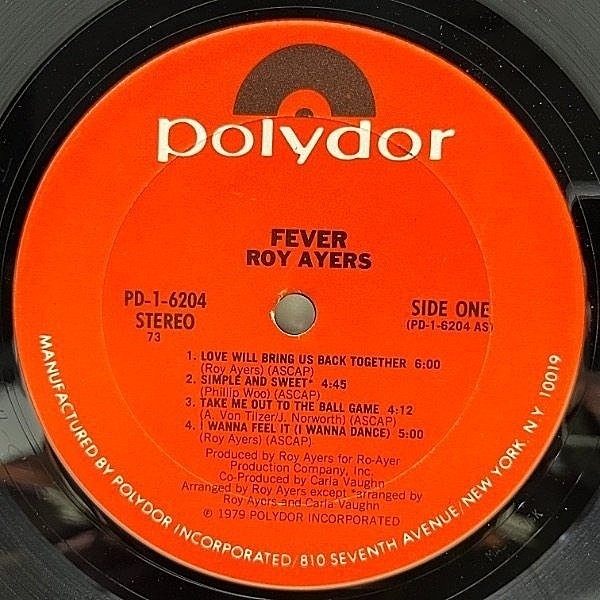 polydor
FEVER
ROY AYERS
PD-1-6204
STEREO
73
SIDE ONE
(PD-1-6204 AS)
1. LOVE WILL BRING US BACK TOGETHER 6:00
(Roy Ayers) (ASCAP)
2. SIMPLE AND SWEET* 4:45
(Phillip Woo) (ASCAP)
3. TAKE ME OUT TO THE BALL GAME 4:12
(A. Von Tilzer/J. Norworth) (ASCAP)
4. I WANNA FEEL IT (I WANNA DANCE) 5:00
(Roy Ayers) (ASCAP)
Produced by Roy Ayers for Ro-Ayer
Production Company, Inc.
Co-Produced by Carla Vaughn
Arranged by Roy Ayers except *arranged by
Roy Ayers and Carla Vaughn
℗ 1979 POLYDOR INCORPORATED
MANUFACTURED BY POLYDOR INCORPORATED/810 SEVENTH AVENUE/NEW YORK, N.Y. 10019